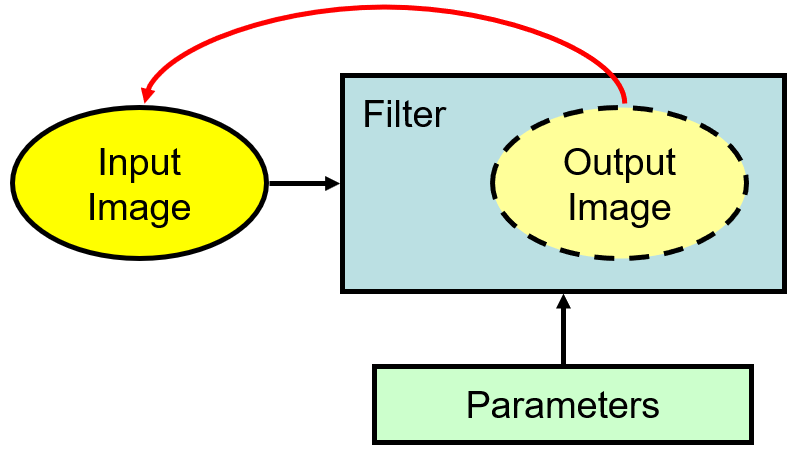 Filter
Input
Image
Output
Image
Parameters